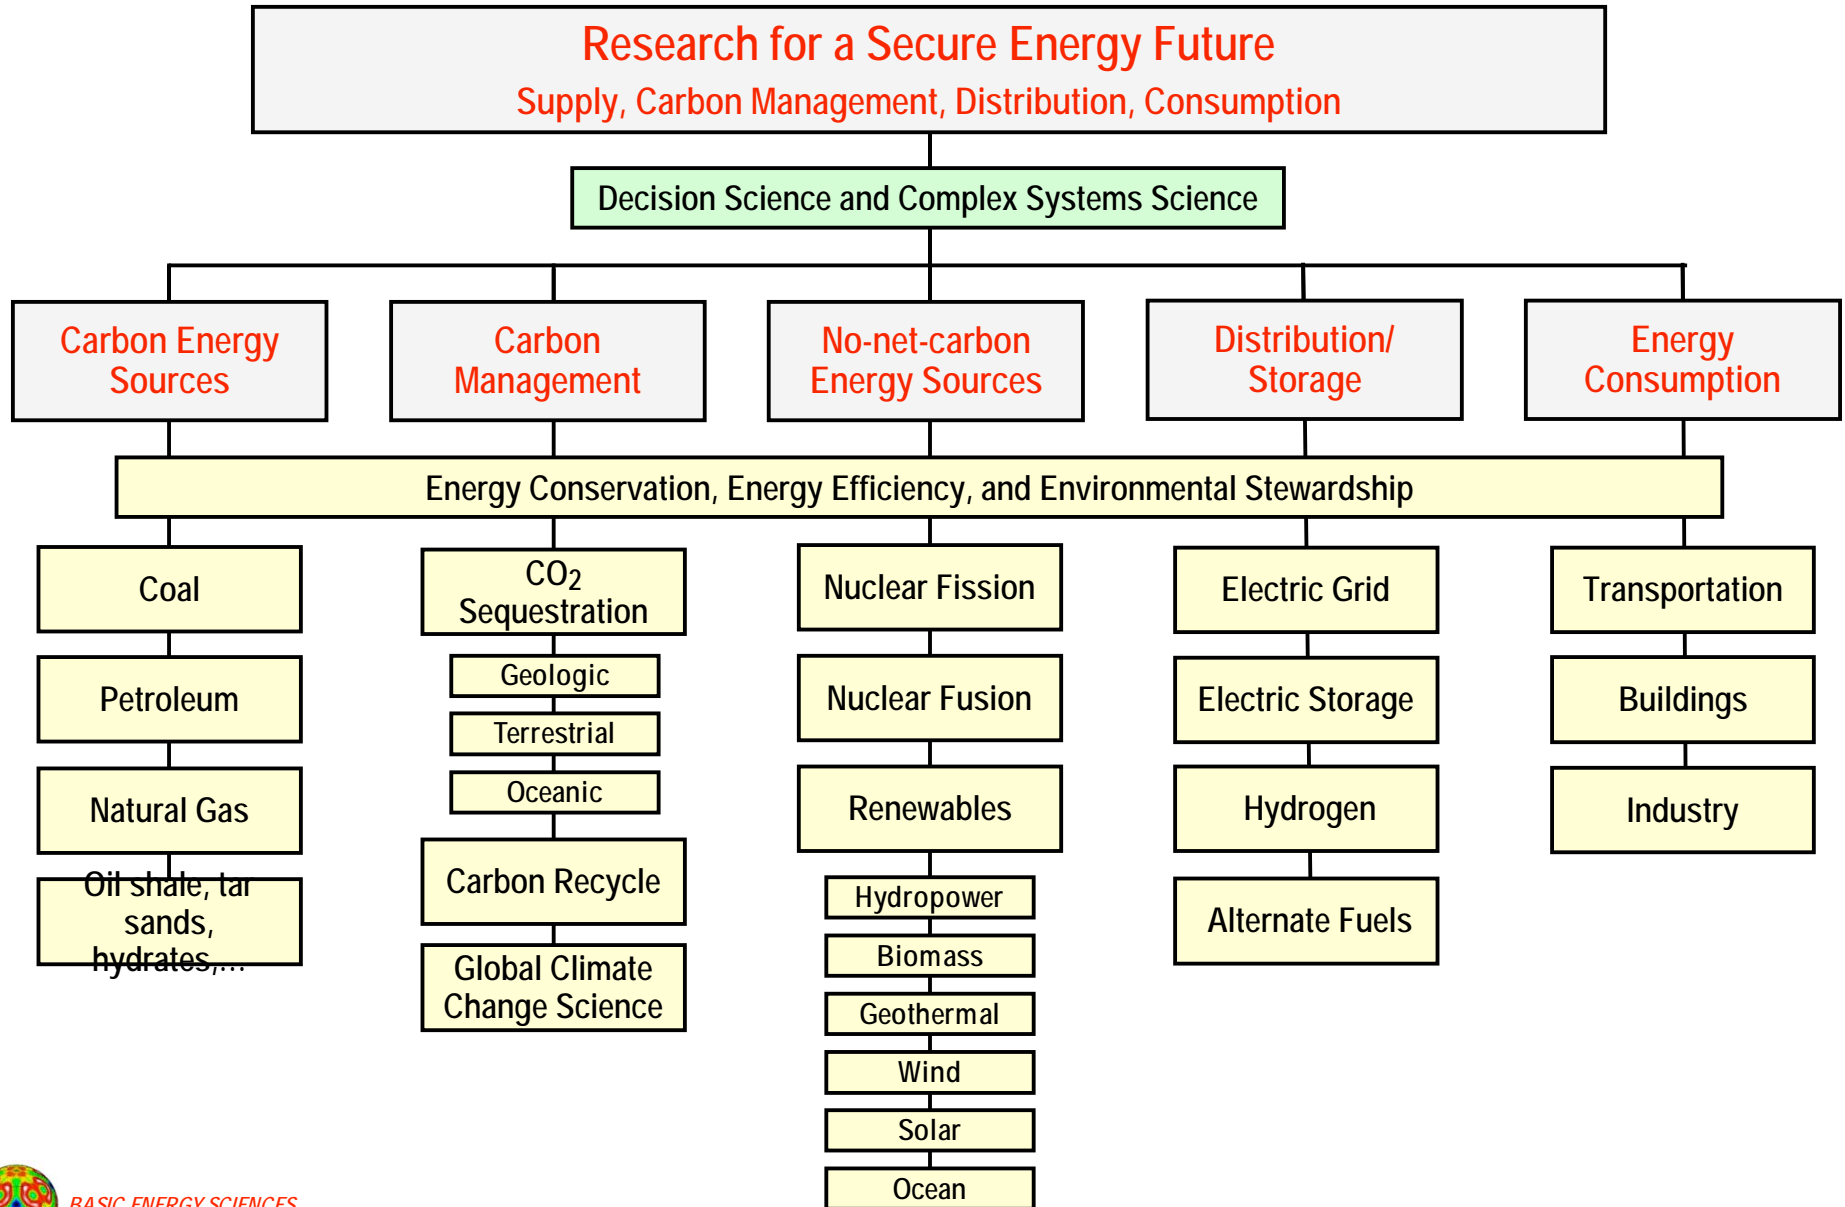 Research for a Secure Energy Future
Supply, Carbon Management, Distribution, Consumption
Decision Science and Complex Systems Science
Carbon Energy
Sources
Carbon
Management
No-net-carbon
Energy Sources
Distribution/
Storage
Energy
Consumption
Energy Conservation, Energy Efficiency, and Environmental Stewardship
Coal
Petroleum
Natural Gas
Oil shale, tar
sands,
hydrates,...
CO2
Sequestration
Geologic
Terrestrial
Oceanic
Carbon Recycle
Global Climate
Change Science
Nuclear Fission
Nuclear Fusion
Renewables
Hydropower
Biomass
Geothermal
Wind
Solar
Ocean
Electric Grid
Electric Storage
Hydrogen
Alternate Fuels
Transportation
Buildings
Industry
BASIC ENERGY SCIENCES